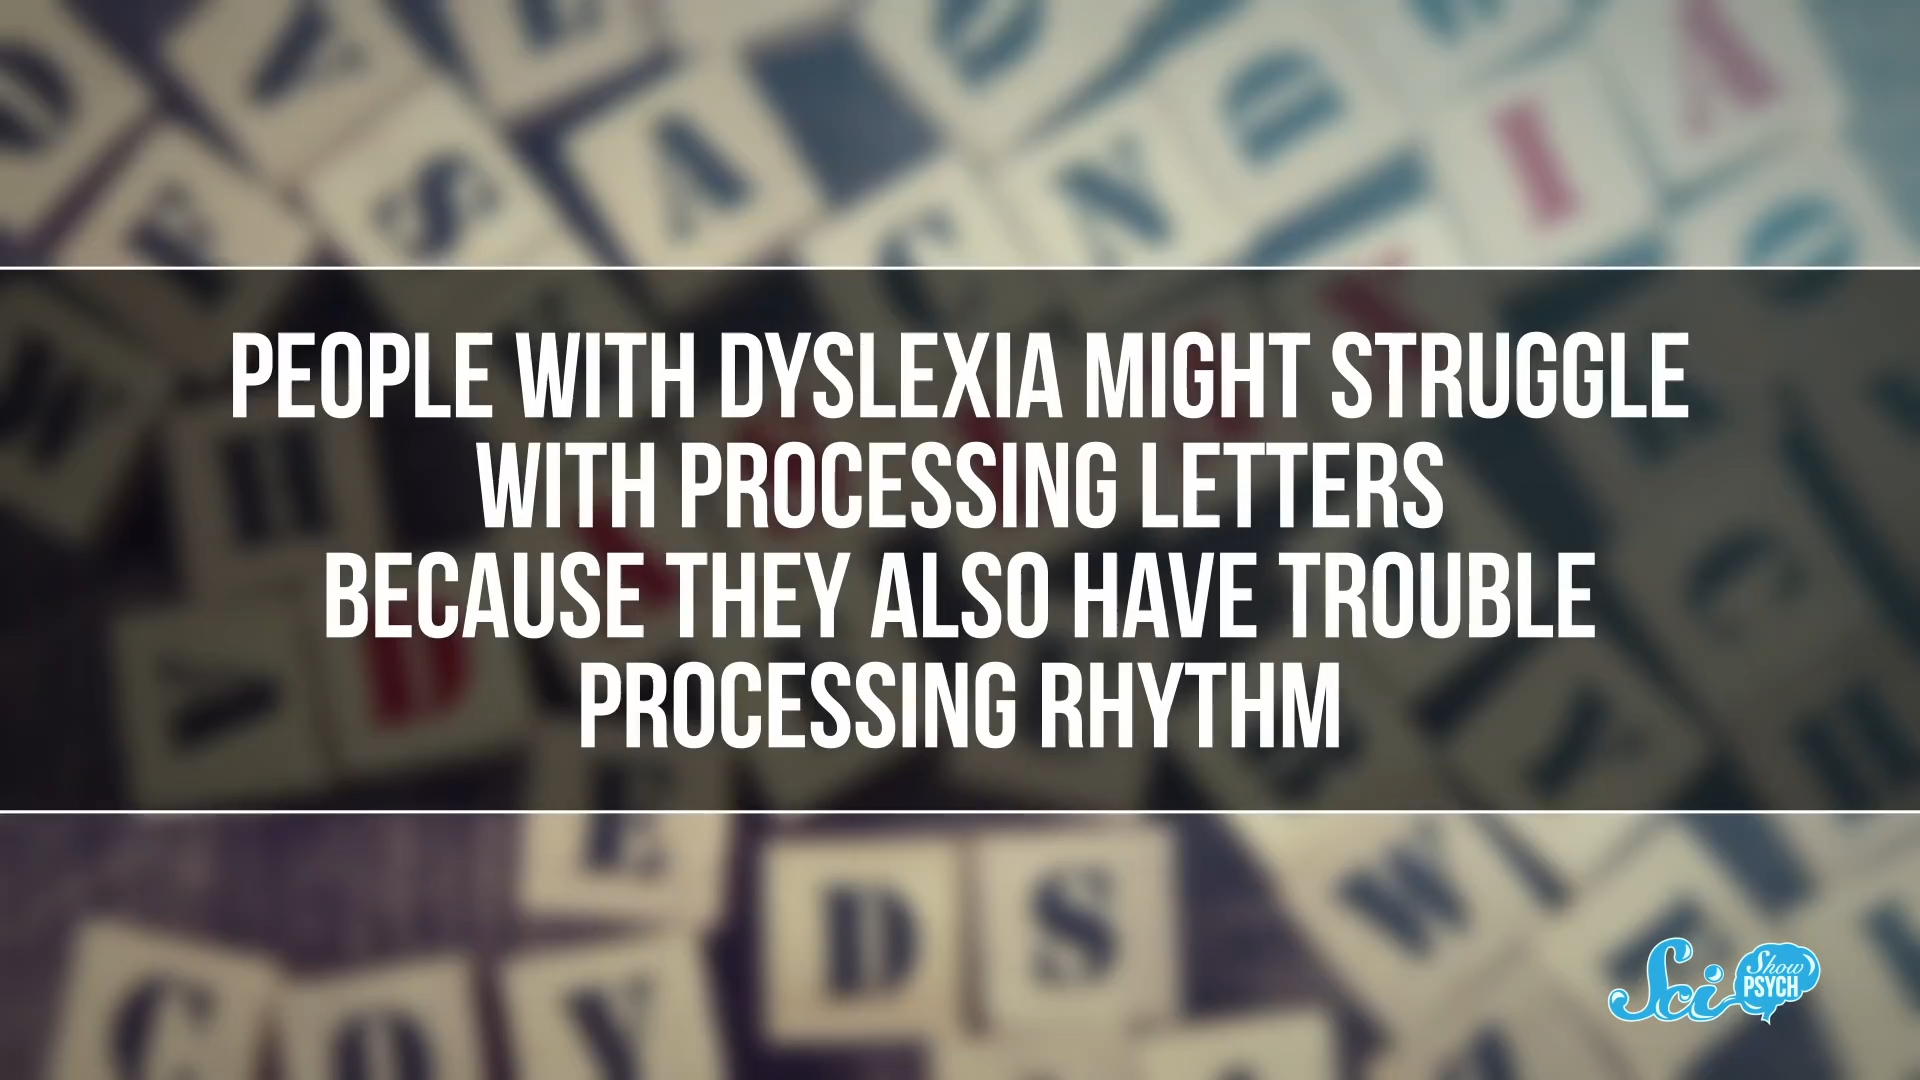 PEOPLE WITH DYSLEXIA MIGHT STRUGGLE
WITH PROCESSING LETTERS
BECAUSE THEY ALSO HAVE TROUBLE
PROCESSING RHYTHM
Sci Show
PSYCH